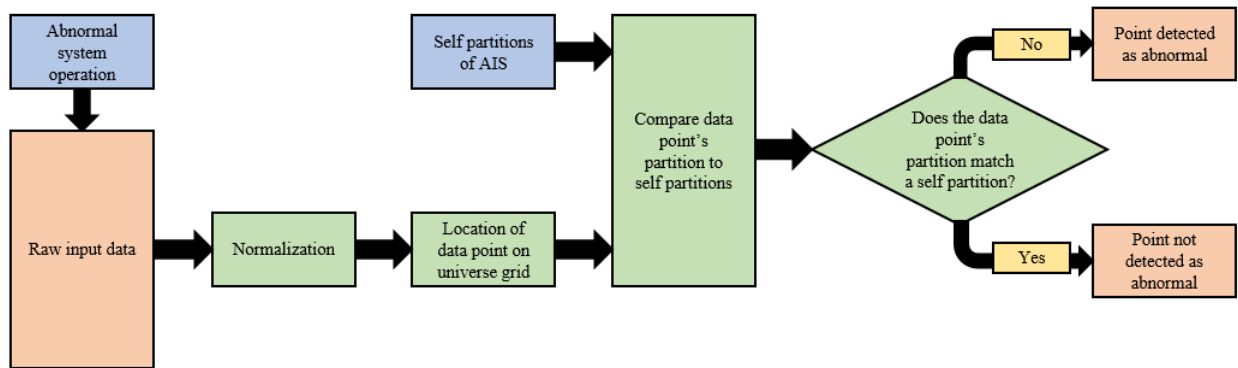 Abnormal
system
operation
Raw input data
Normalization
Self partitions
of AIS
Location of
data point on
universe grid
Compare data
point's
partition to
self partitions
Does the data
point's
partition match
a self partition?
No
Point detected
as abnormal
Yes
Point not
detected as
abnormal